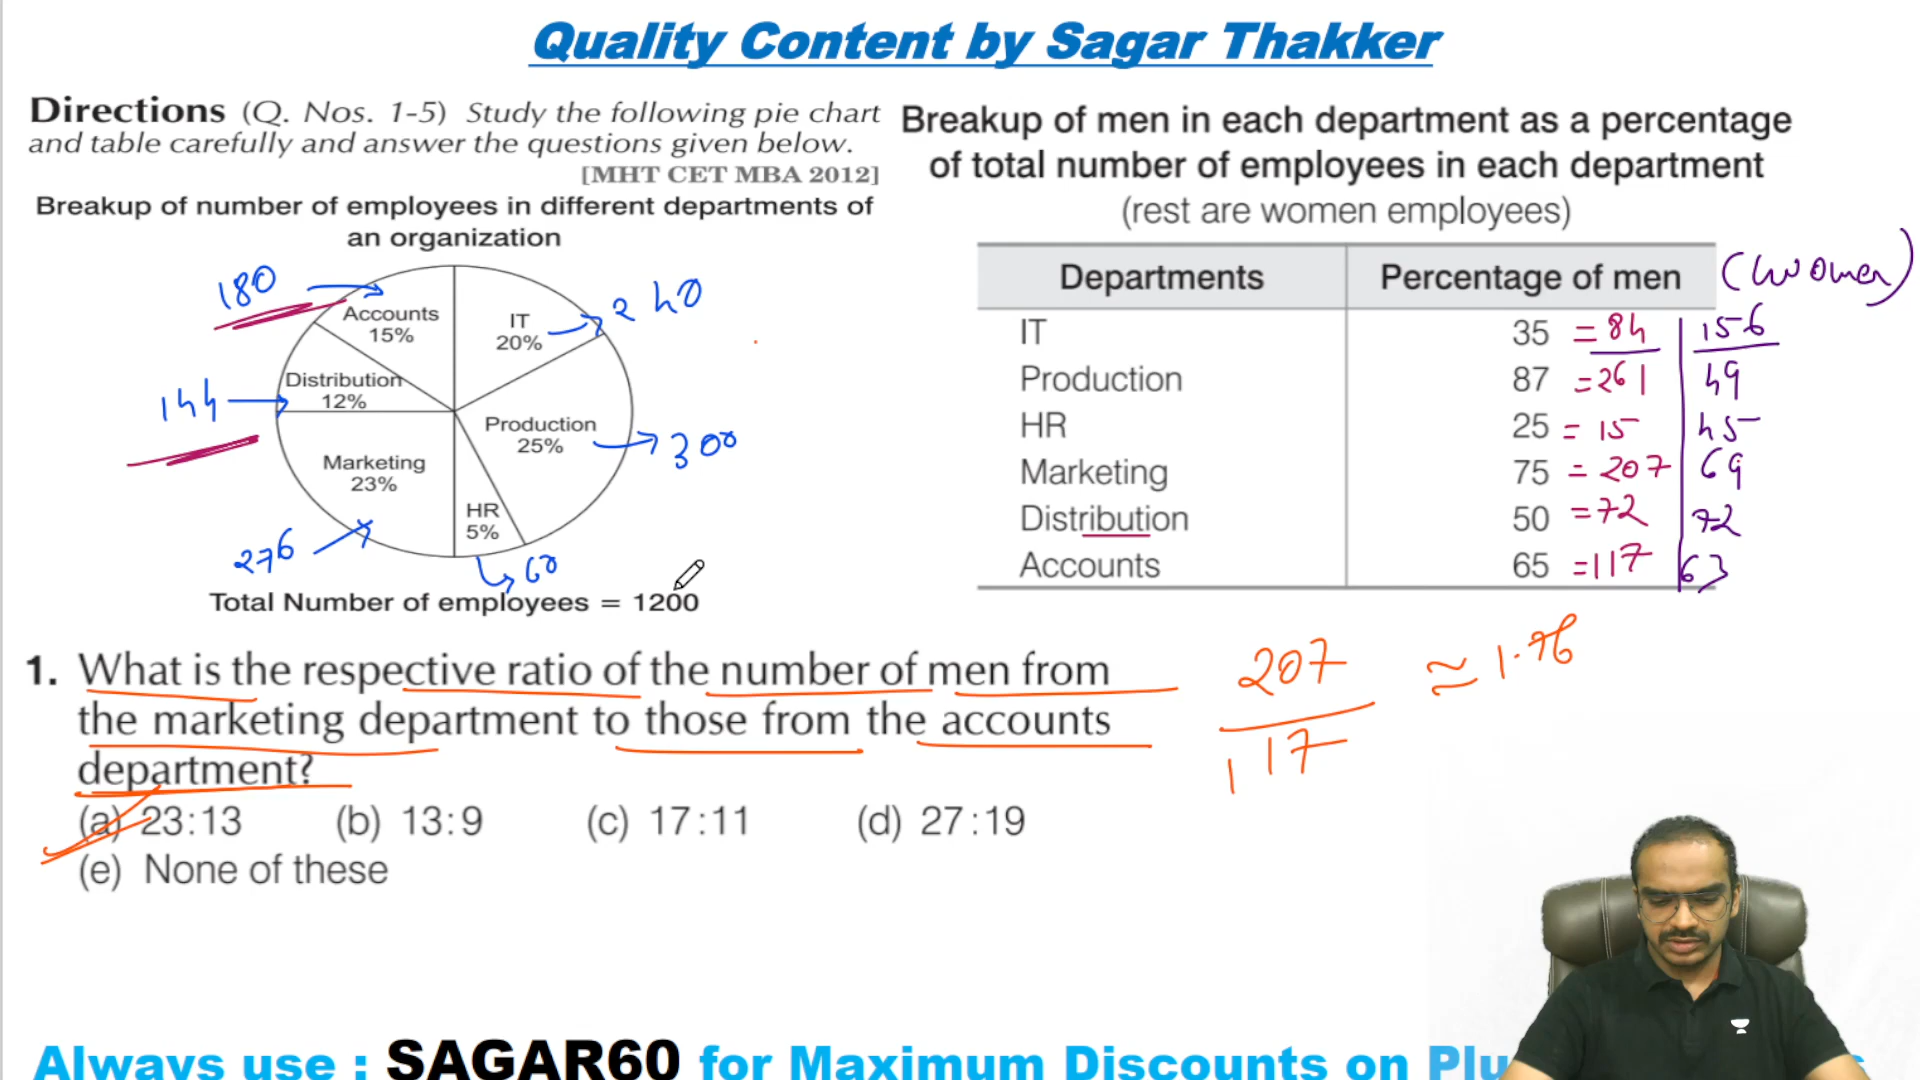 Quality Content by Sagar Thakker
Directions (Q. Nos. 1-5) Study the following pie chart
and table carefully and answer the questions given below.
[MHT CET MBA 2012]
Breakup of number of employees in different departments of
an organization
180
Accounts
15%
IT
20%
240
Distribution
12%
144
Production
25%
300
Marketing
23%
276
HR
5%
60
Total Number of employees = 1200
Breakup of men in each department as a percentage
of total number of employees in each department
(rest are women employees)
Departments Percentage of men (Women)
IT 35 = 84 156
Production 87 = 261 49
HR 25 = 15 45
Marketing 75 = 207 69
Distribution 50 = 72 72
Accounts 65 = 117 63
1. What is the respective ratio of the number of men from
the marketing department to those from the accounts
department?
207
117
≈ 1.76
(a) 23:13 (b) 13:9 (c) 17:11 (d) 27:19
(e) None of these
Always use : SAGAR60 for Maximum Discounts on Plu